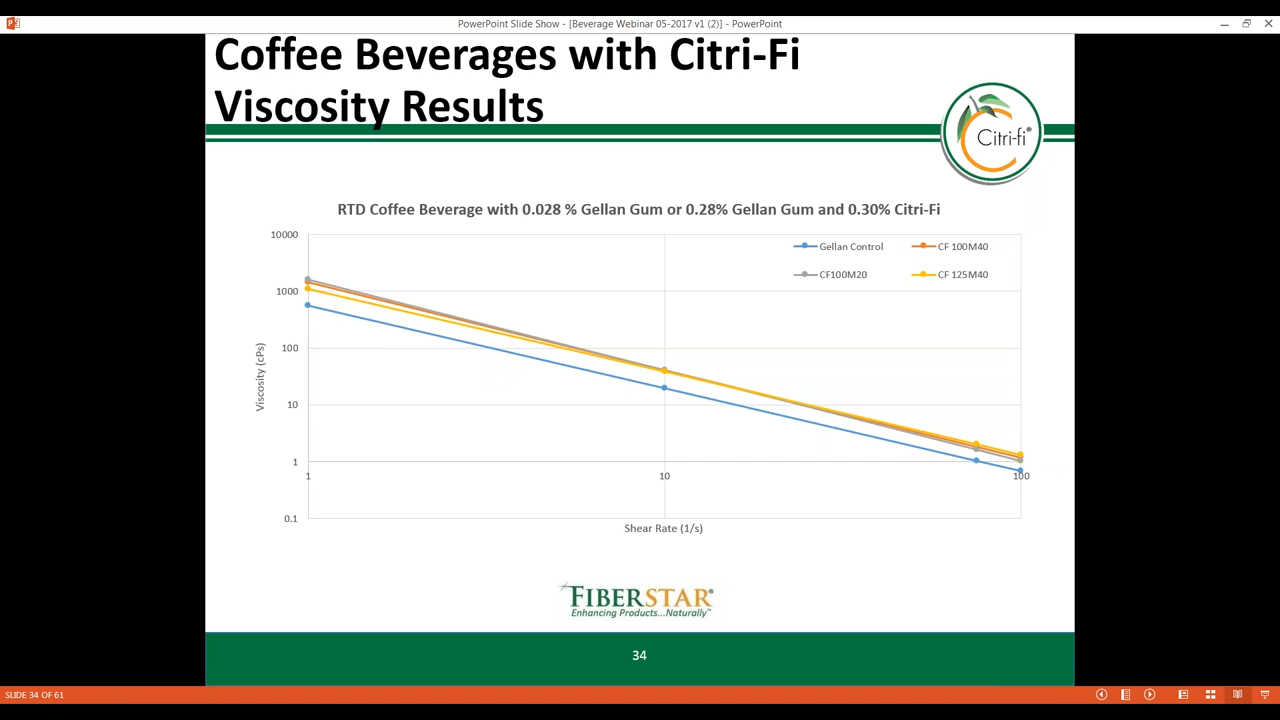 PowerPoint Slide Show - [Beverage Webinar 05-2017 v1 (2)] - PowerPoint
Coffee Beverages with Citri-Fi
Viscosity Results
Citri-fi®
RTD Coffee Beverage with 0.028 % Gellan Gum or 0.28% Gellan Gum and 0.30% Citri-Fi
Gellan Control
CF 100M40
CF100M20
CF 125M40
10000
1000
100
10
1
0.1
Viscosity (cPs)
1
10
100
Shear Rate (1/s)
FIBERSTAR®
Enhancing Products...Naturally™
34
SLIDE 34 OF 61